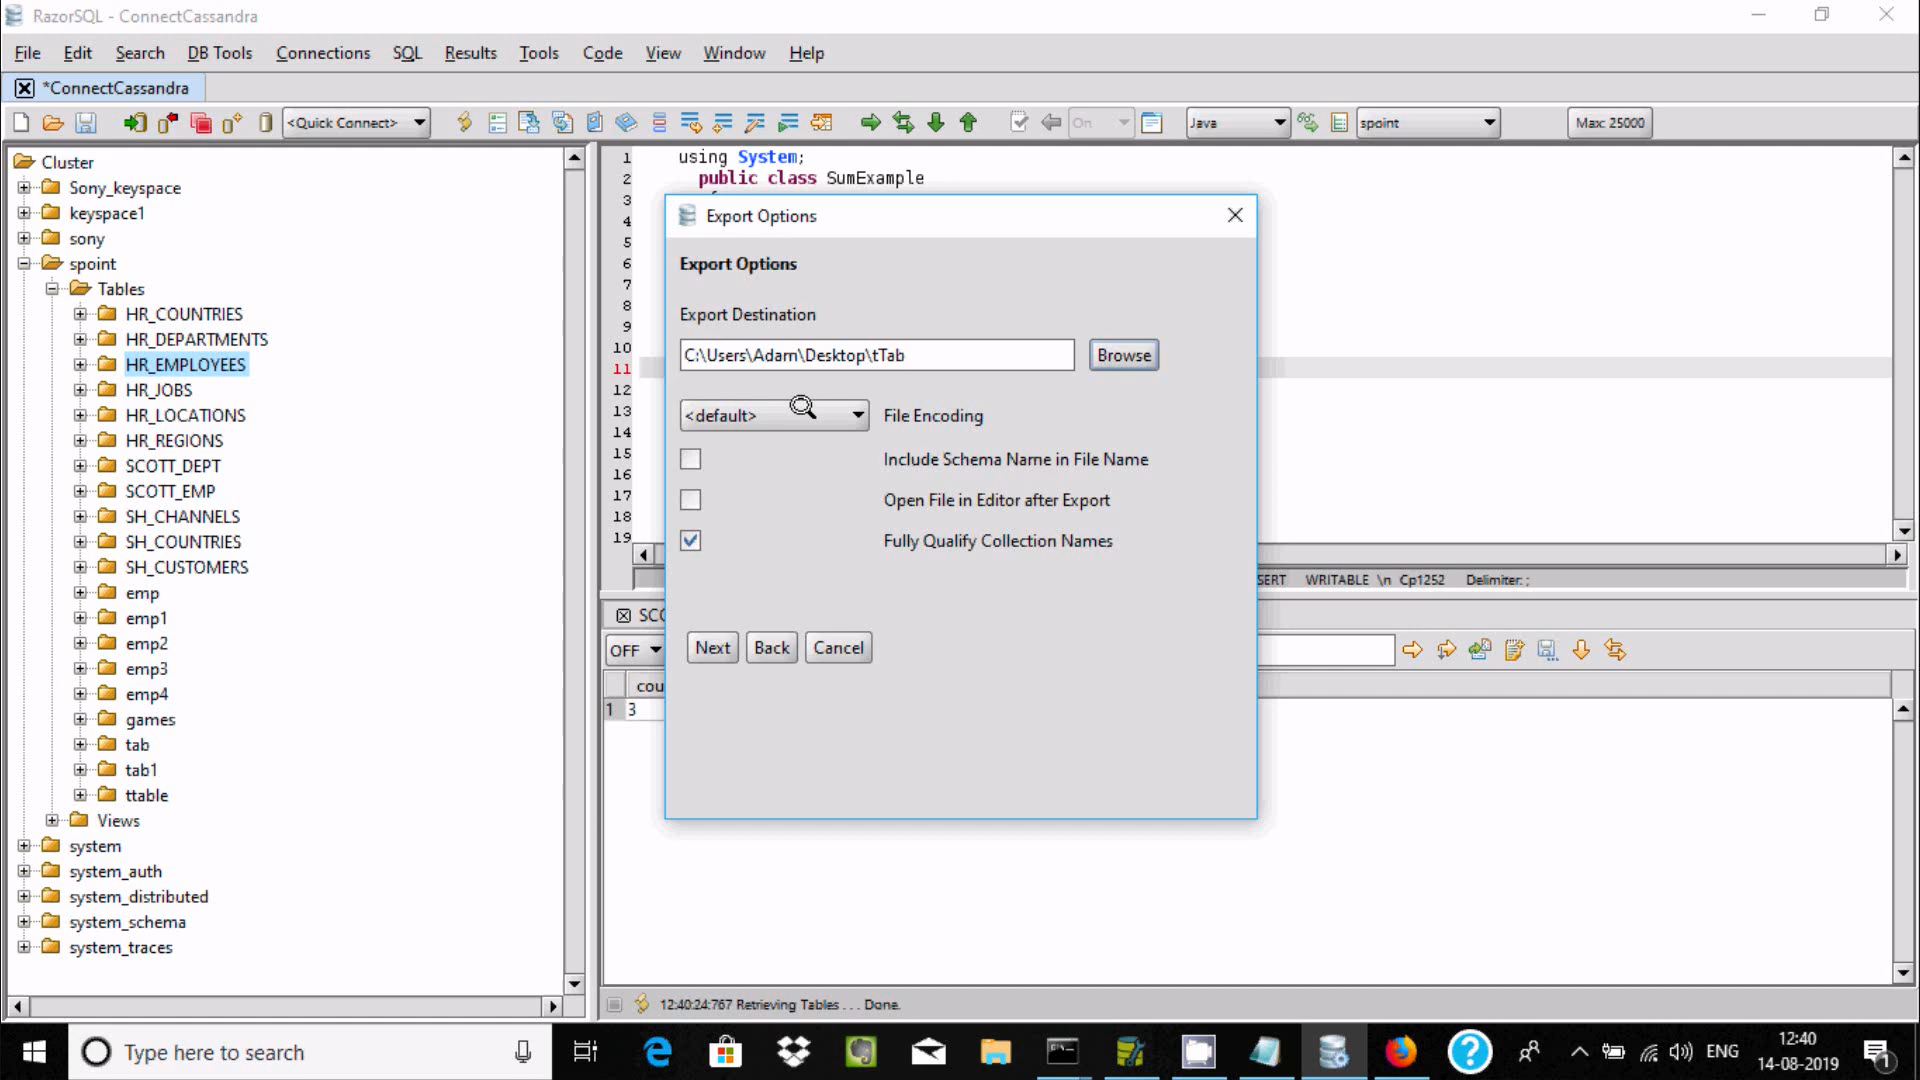 RazorSQL - ConnectCassandra
File Edit Search DB Tools Connections SQL Results Tools Code View Window Help
*ConnectCassandra
<Quick Connect> On Java spoint Max: 25000
Cluster
Sony_keyspace
keyspace1
sony
spoint
Tables
HR_COUNTRIES
HR_DEPARTMENTS
HR_EMPLOYEES
HR_JOBS
HR_LOCATIONS
HR_REGIONS
SCOTT_DEPT
SCOTT_EMP
SH_CHANNELS
SH_COUNTRIES
SH_CUSTOMERS
emp
emp1
emp2
emp3
emp4
games
tab
tab1
ttable
Views
system
system_auth
system_distributed
system_schema
system_traces
1 using System;
2 public class SumExample
3
4
5
6
7
8
9
10
11
12
13
14
15
16
17
18
19
Export Options
Export Options
Export Destination
C:\Users\Adam\Desktop\tTab Browse
<default> File Encoding
Include Schema Name in File Name
Open File in Editor after Export
Fully Qualify Collection Names
Next Back Cancel
SERT WRITABLE \n Cp1252 Delimiter: ;
SCO
OFF
cou
1 3
12:40:24:767 Retrieving Tables . . . Done.
Type here to search
ENG
12:40
14-08-2019
1